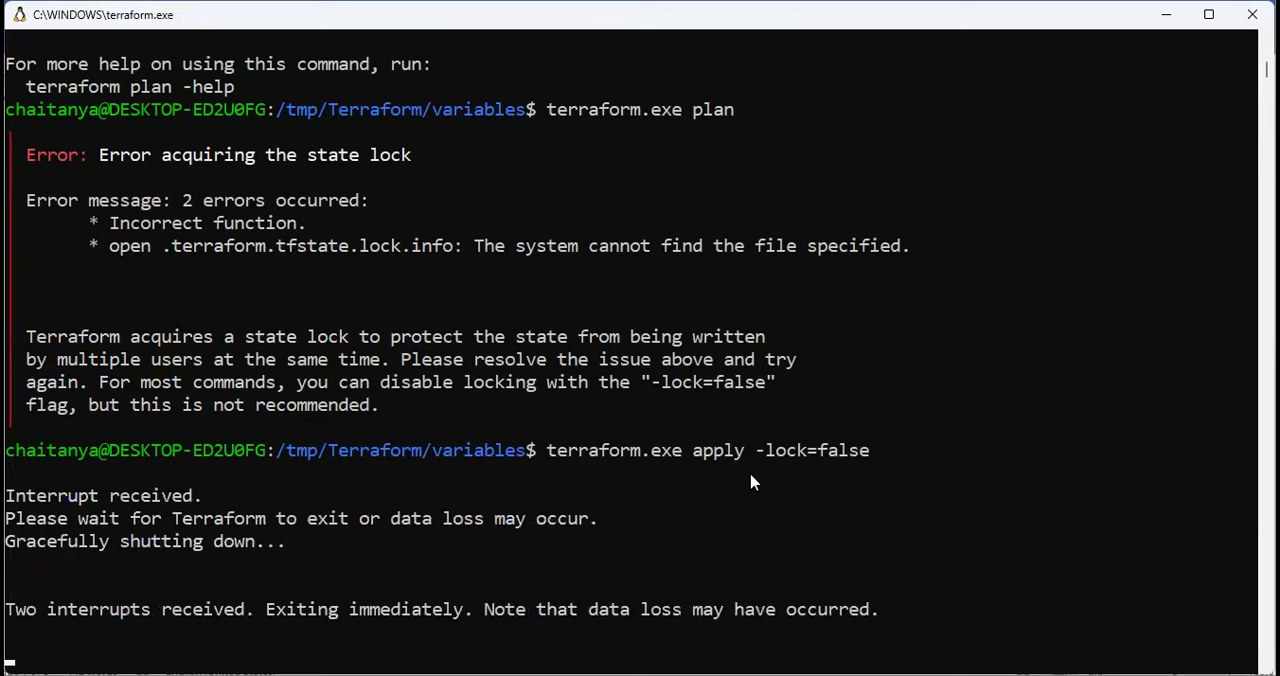 C:\WINDOWS\terraform.exe
For more help on using this command, run:
terraform plan -help
chaitanya@DESKTOP-ED2U0FG:/tmp/Terraform/variables$ terraform.exe plan
Error: Error acquiring the state lock
Error message: 2 errors occurred:
* Incorrect function.
* open .terraform.tfstate.lock.info: The system cannot find the file specified.
Terraform acquires a state lock to protect the state from being written
by multiple users at the same time. Please resolve the issue above and try
again. For most commands, you can disable locking with the "-lock=false"
flag, but this is not recommended.
chaitanya@DESKTOP-ED2U0FG:/tmp/Terraform/variables$ terraform.exe apply -lock=false
Interrupt received.
Please wait for Terraform to exit or data loss may occur.
Gracefully shutting down...
Two interrupts received. Exiting immediately. Note that data loss may have occurred.